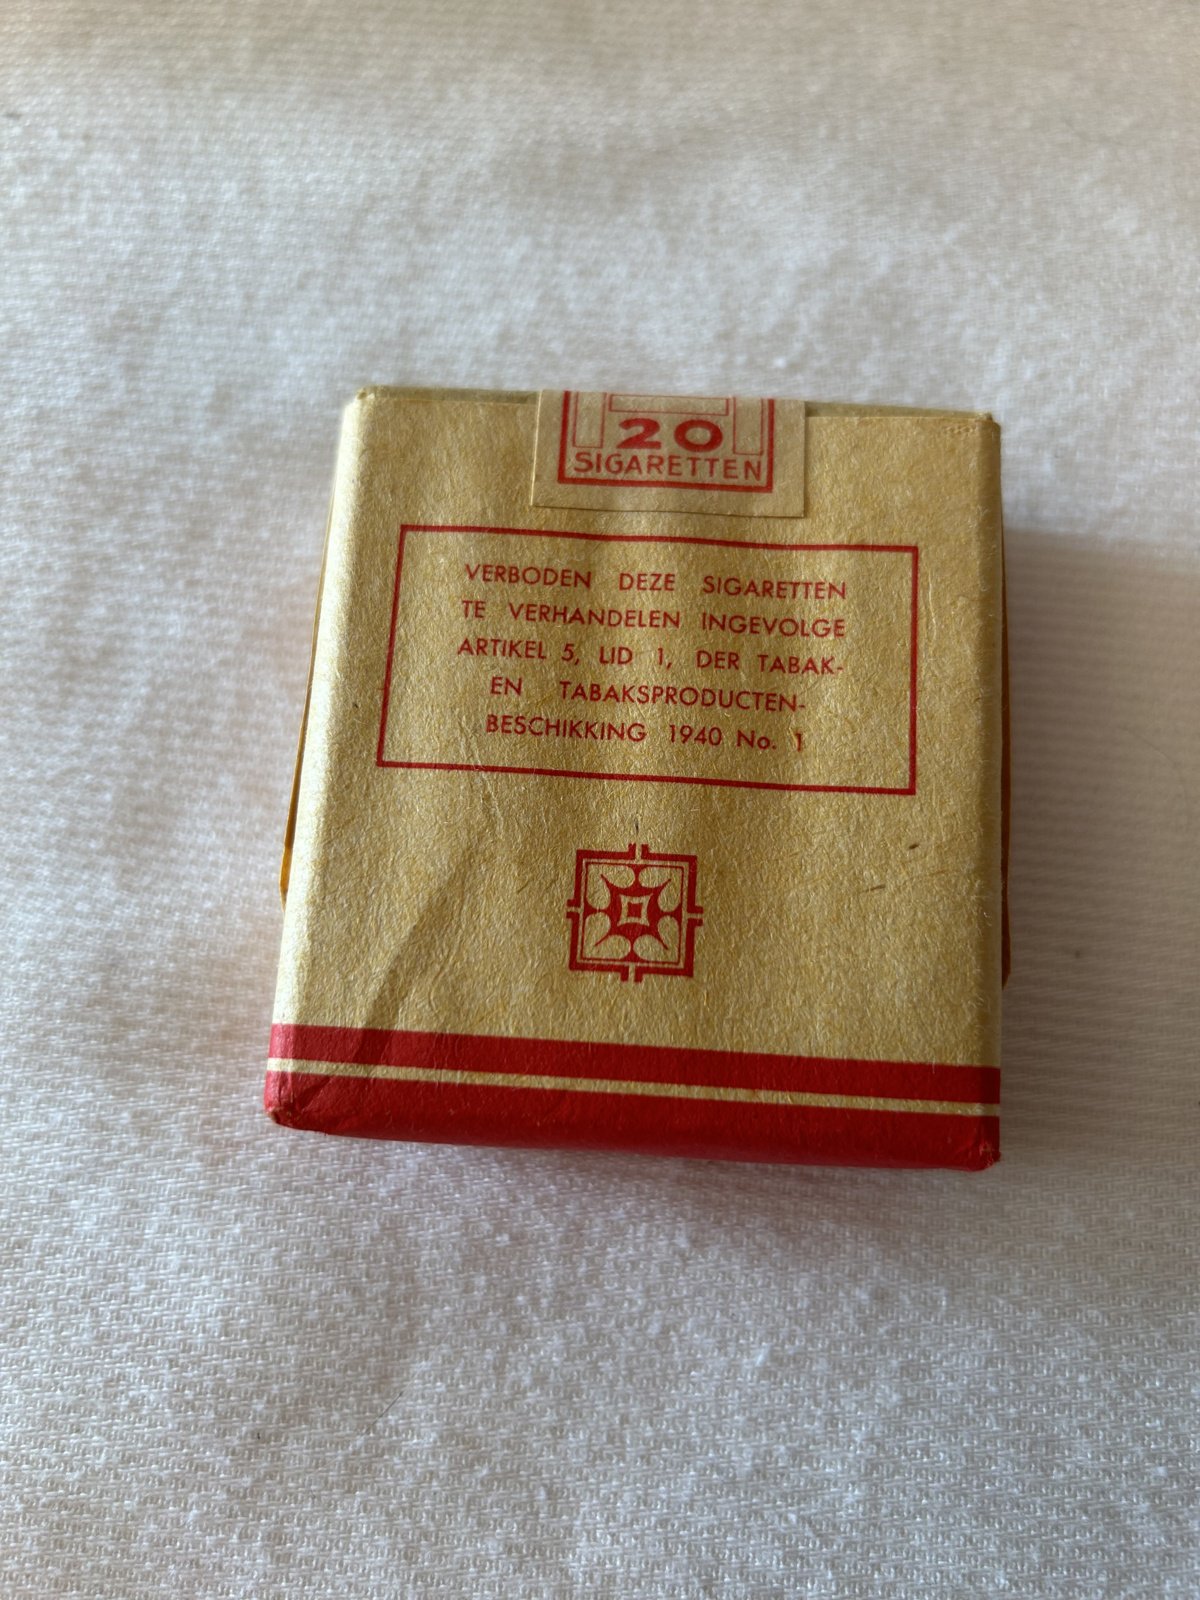 20
SIGARETTEN
VERBODEN DEZE SIGARETTEN
TE VERHANDELEN INGEVOLGE
ARTIKEL 5, LID 1, DER TABAK-
EN TABAKSPRODUCTEN-
BESCHIKKING 1940 No. 1